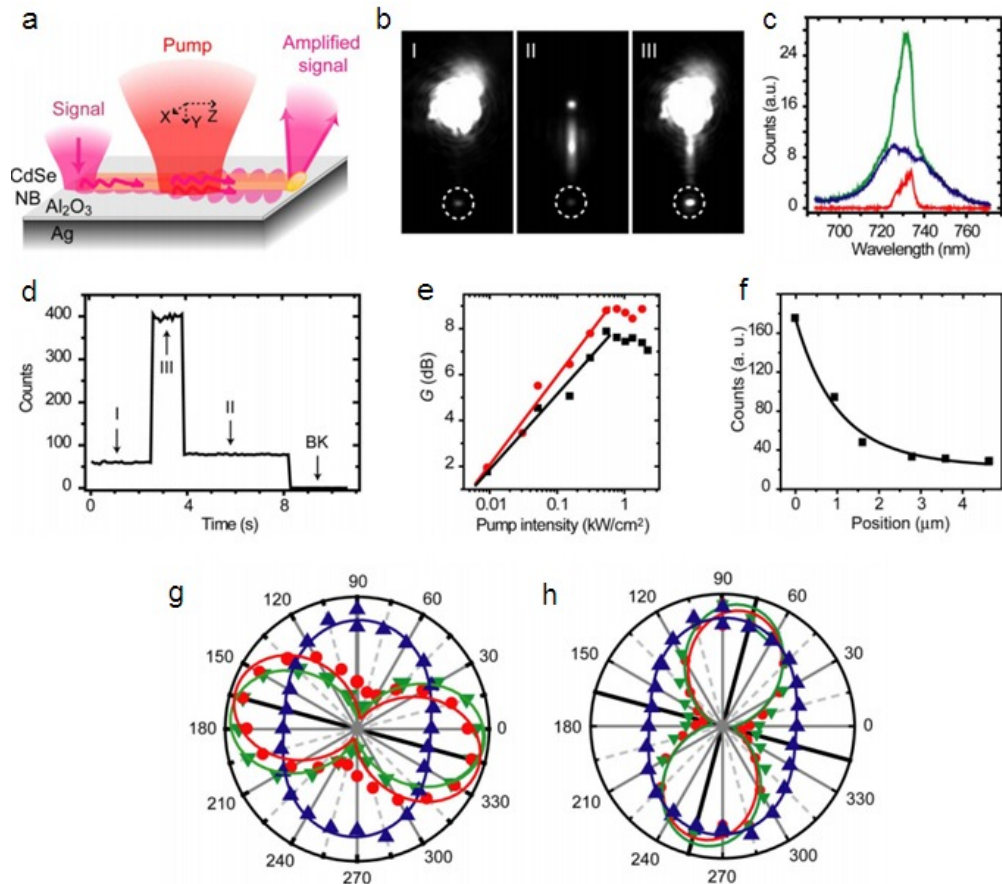 a
Pump
Amplified
signal
Signal
X
Y
Z
CdSe
NB
Al2O3
Ag
b
I
II
III
c
Counts (a.u.)
24
16
8
0
700
720
740
760
Wavelength (nm)
d
Counts
400
300
200
100
0
I
III
II
BK
0
4
8
Time (s)
e
G (dB)
8
6
4
2
0.01
0.1
1
Pump intensity (kW/cm2)
f
Counts (a. u.)
160
120
80
40
0
0
1
2
3
4
Position (μm)
g
90
120
60
150
30
180
0
210
330
240
300
270
h
90
120
60
150
30
180
0
210
330
240
300
270